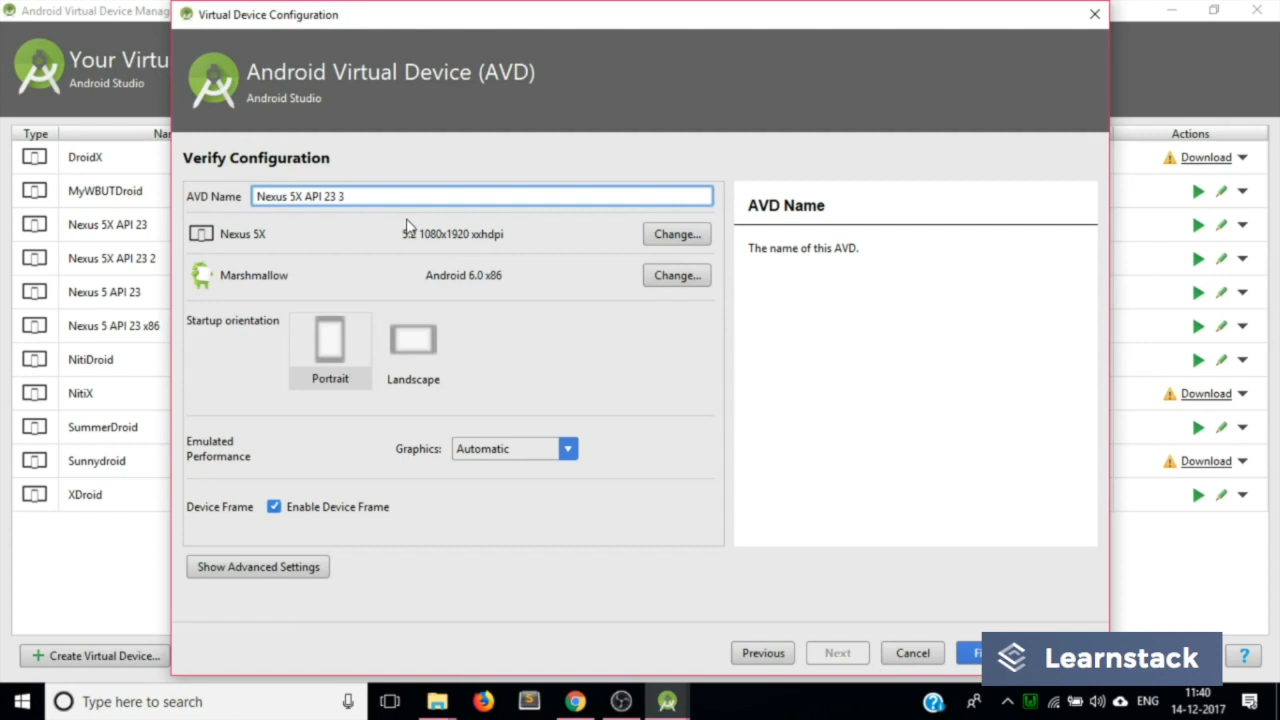 Android Virtual Device Manag
Virtual Device Configuration
Your Virtu
Android Studio
Android Virtual Device (AVD)
Android Studio
Type
Na
Actions
Verify Configuration
DroidX
Download
MyWBUTDroid
AVD Name
Nexus 5X API 23 3
AVD Name
Nexus 5X API 23
Nexus 5X
5.2 1080x1920 xxhdpi
Change...
The name of this AVD.
Nexus 5X API 23 2
Marshmallow
Android 6.0 x86
Change...
Nexus 5 API 23
Startup orientation
Nexus 5 API 23 x86
NitiDroid
Portrait
Landscape
NitiX
Download
SummerDroid
Emulated
Performance
Graphics:
Automatic
Sunnydroid
Download
XDroid
Device Frame
Enable Device Frame
Show Advanced Settings
Create Virtual Device...
Previous
Next
Cancel
Fi
?
Learnstack
Type here to search
ENG
11:40
14-12-2017